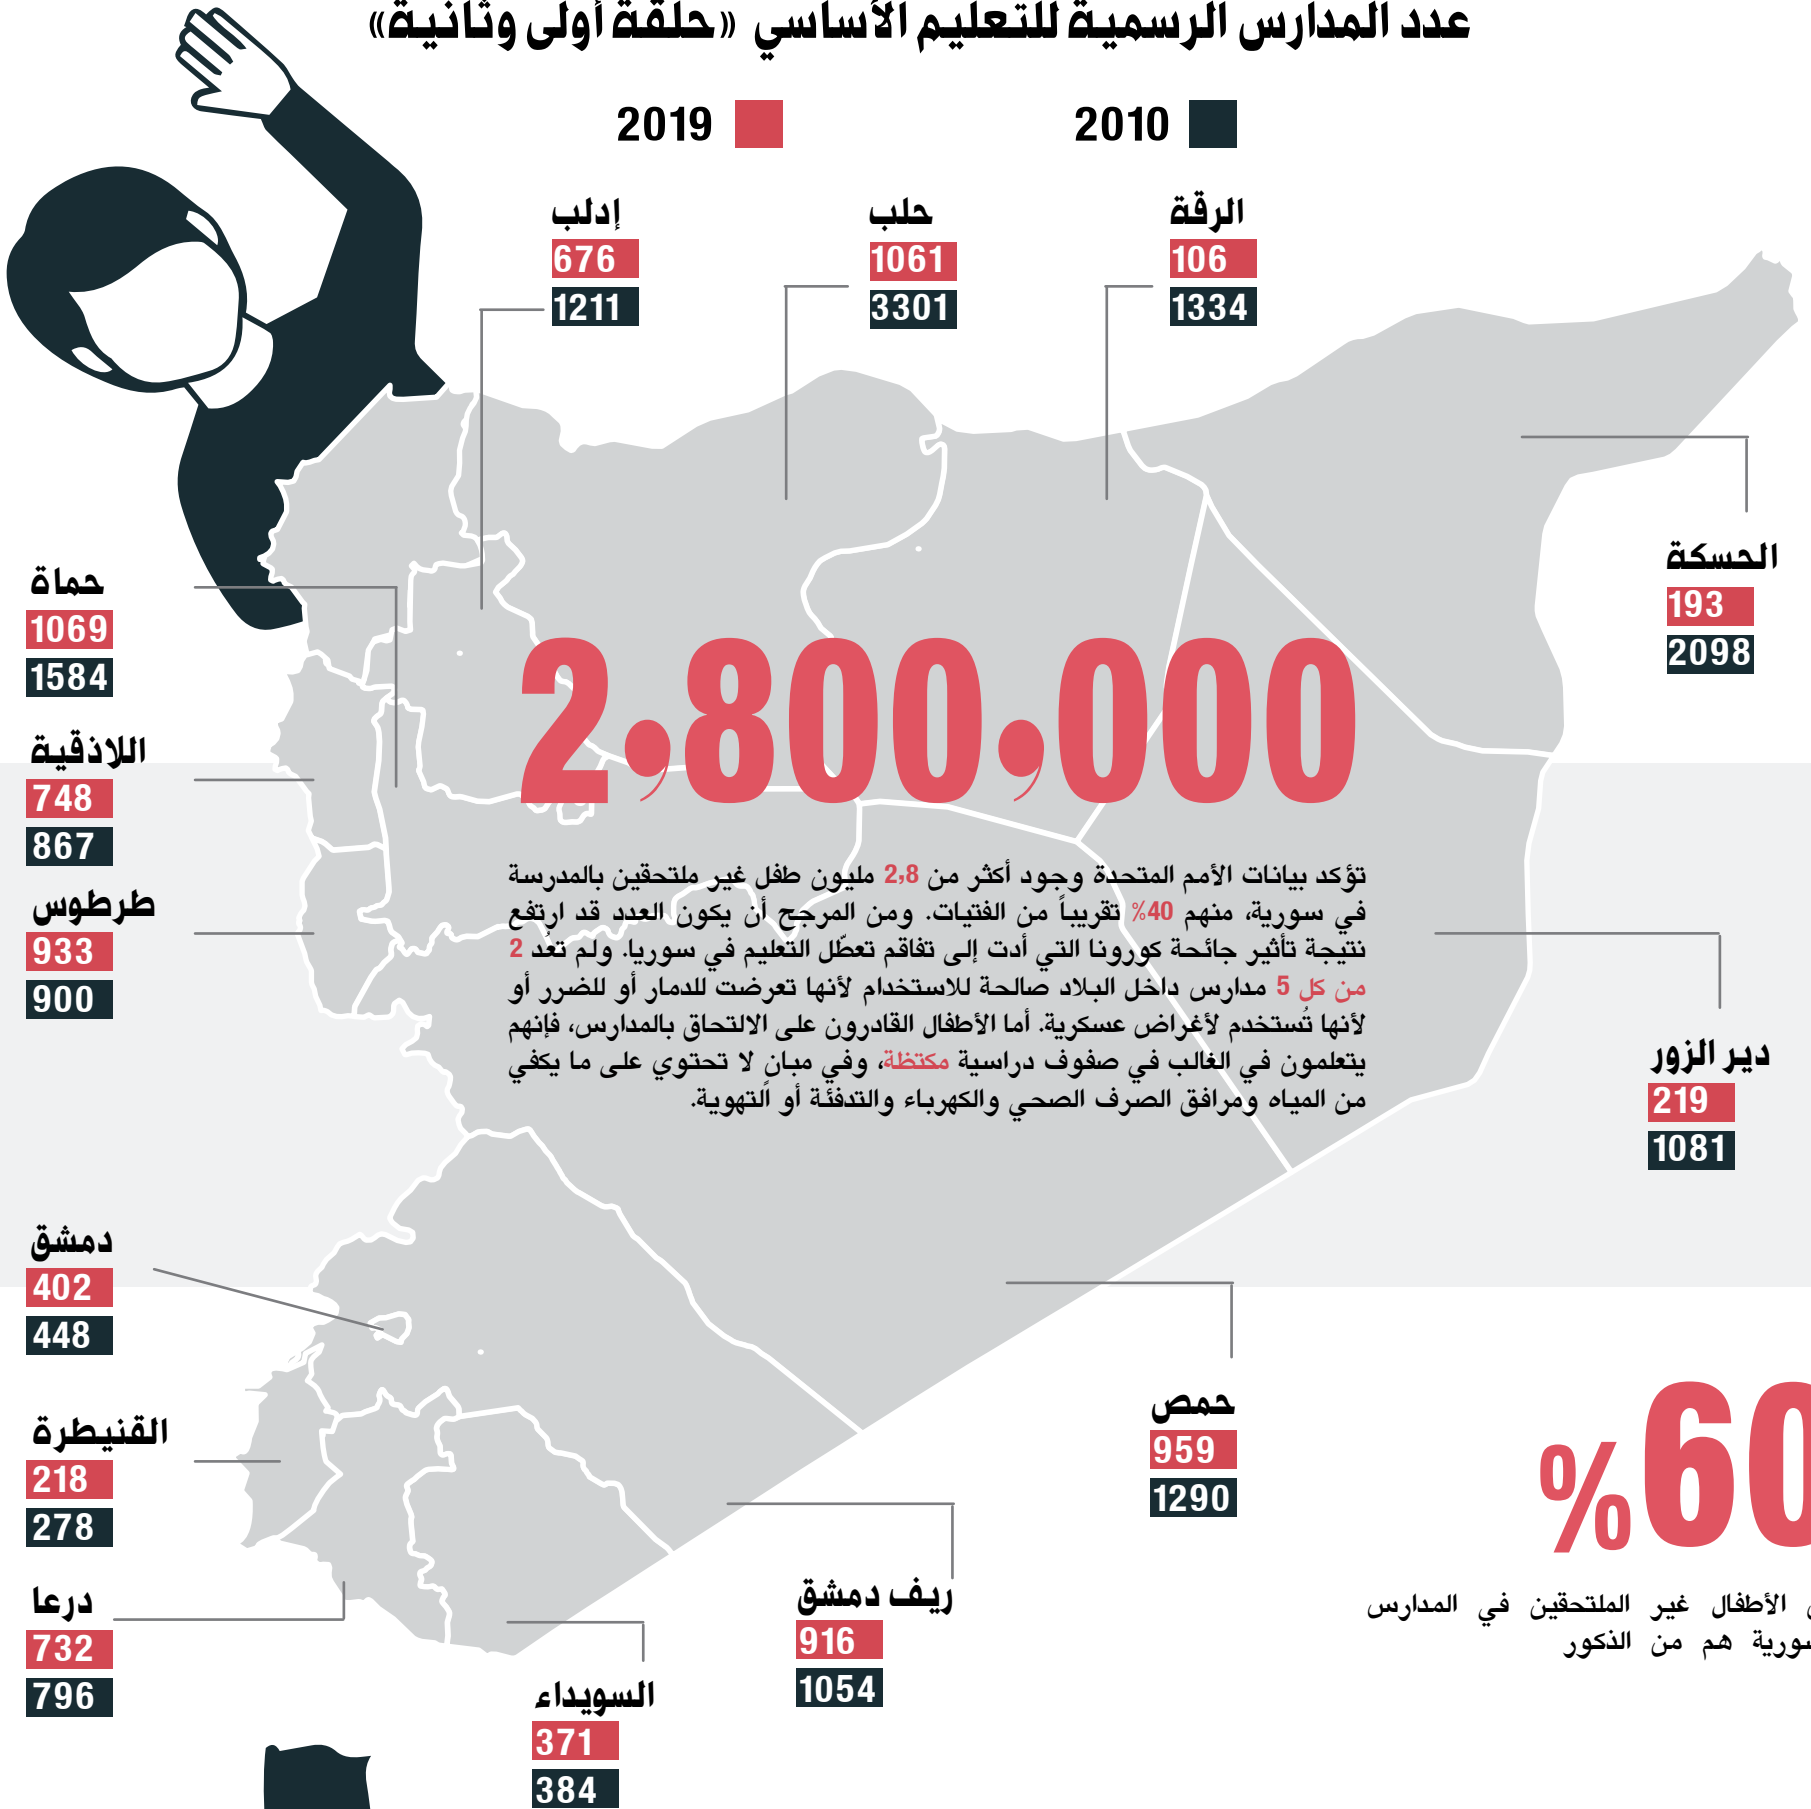 عدد المدارس الرسمية للتعليم الأساسي «حلقة أولى وثانية»
2010
2019
الرقة
106
1334
حلب
1061
3301
إدلب
676
1211
الحسكة
193
2098
حماة
1069
1584
اللاذقية
748
867
طرطوس
933
900
2,800,000
تؤكد بيانات الأمم المتحدة وجود أكثر من 2,8 مليون طفل غير ملتحقين بالمدرسة
في سورية، منهم 40% تقريباً من الفتيات. ومن المرجح أن يكون العدد قد ارتفع
نتيجة تأثير جائحة كورونا التي أدت إلى تفاقم تعطّل التعليم في سوريا. ولم تعُد 2
من كل 5 مدارس داخل البلاد صالحة للاستخدام لأنها تعرضت للدمار أو للضرر أو
لأنها تُستخدم لأغراض عسكرية. أما الأطفال القادرون على الالتحاق بالمدارس، فإنهم
يتعلمون في الغالب في صفوف دراسية مكتظة، وفي مبانٍ لا تحتوي على ما يكفي
من المياه ومرافق الصرف الصحي والكهرباء والتدفئة أو التهوية.
دير الزور
219
1081
دمشق
402
448
حمص
959
1290
القنيطرة
218
278
درعا
732
796
ريف دمشق
916
1054
السويداء
371
384
%60
الأطفال غير الملتحقين في المدارس
هم من الذكور